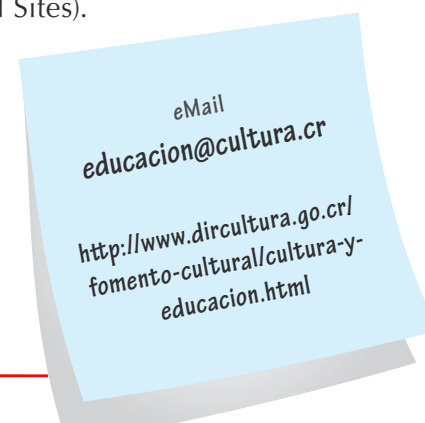 Sites).
eMail
educacion@cultura.cr
http://www.dircultura.go.cr/
fomento-cultural/cultura-y-
educacion.html